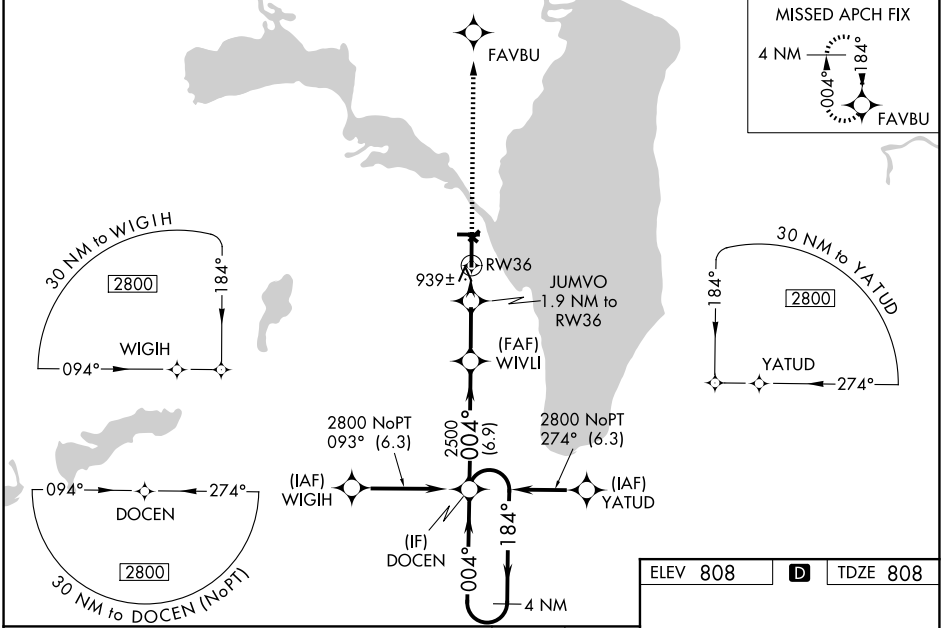 MISSED APCH FIX
4 NM
184°
004°
FAVBU
FAVBU
30 NM to WIGIH
2800
184°
WIGIH
094°
RW36
939±
JUMVO
1.9 NM to
RW36
(FAF)
WIVLI
30 NM to YATUD
184°
2800
YATUD
274°
2800 NoPT
093° (6.3)
2500
004°
(6.9)
2800 NoPT
274° (6.3)
094°
274°
DOCEN
2800
30 NM to DOCEN (NoPT)
(IAF)
WIGIH
(IAF)
YATUD
(IF)
DOCEN
004°
184°
4 NM
ELEV 808
D
TDZE 808